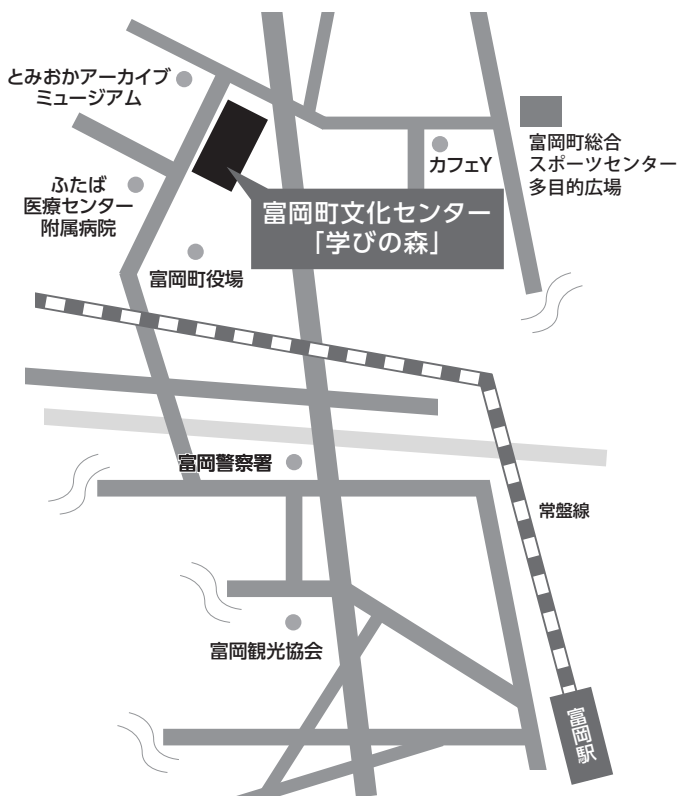 とみおかアーカイブ
ミュージアム
ふたば
医療センター
附属病院
カフェY
富岡町総合
スポーツセンター
多目的広場
富岡町文化センター
「学びの森」
富岡町役場
富岡警察署
常盤線
富岡観光協会
富岡駅